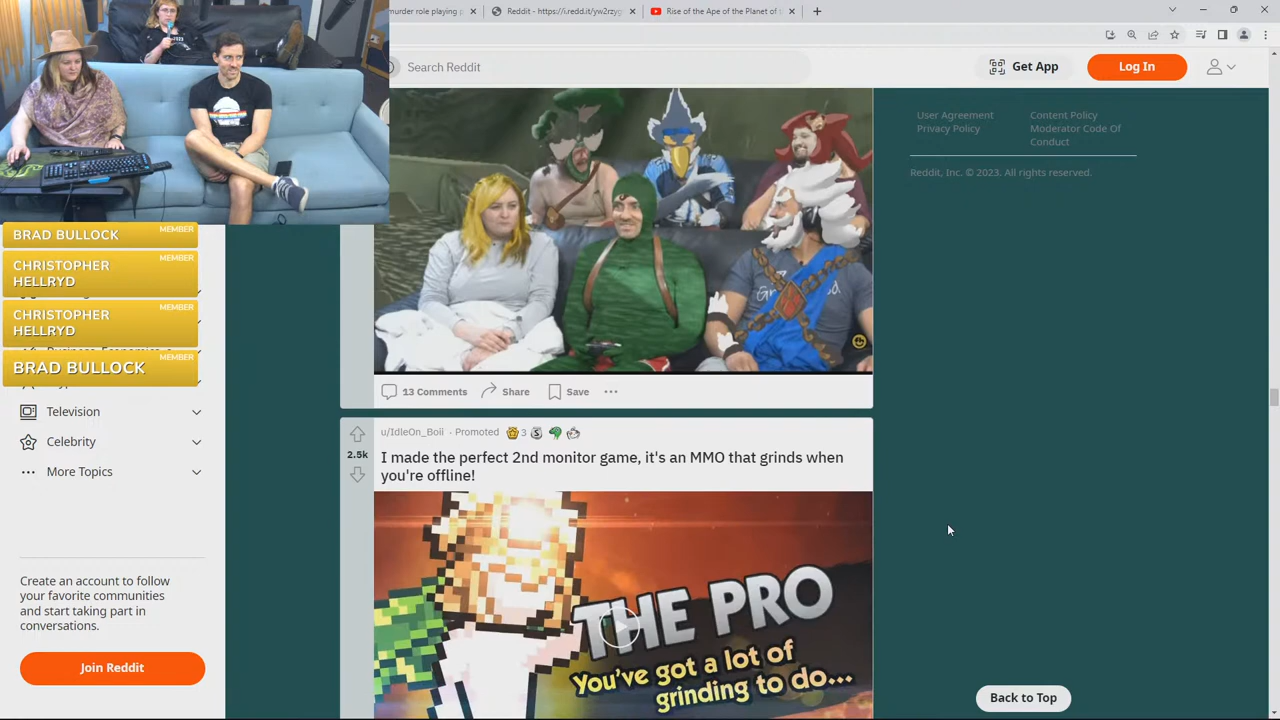 murder role playing p
Reddit - https://i.redd.it/yw2rzyg
Rise of the Ape of the Planet of
Search Reddit
Get App
Log In
User Agreement
Privacy Policy
Content Policy
Moderator Code Of
Conduct
Reddit, Inc. © 2023. All rights reserved.
BRAD BULLOCK
MEMBER
CHRISTOPHER
HELLRYD
MEMBER
CHRISTOPHER
HELLRYD
MEMBER
BRAD BULLOCK
MEMBER
Television
Celebrity
More Topics
Create an account to follow
your favorite communities
and start taking part in
conversations.
Join Reddit
13 Comments
Share
Save
u/IdleOn_Boii · Promoted
3
2.5k
I made the perfect 2nd monitor game, it's an MMO that grinds when
you're offline!
THE PRO
You've got a lot of
grinding to do...
Back to Top